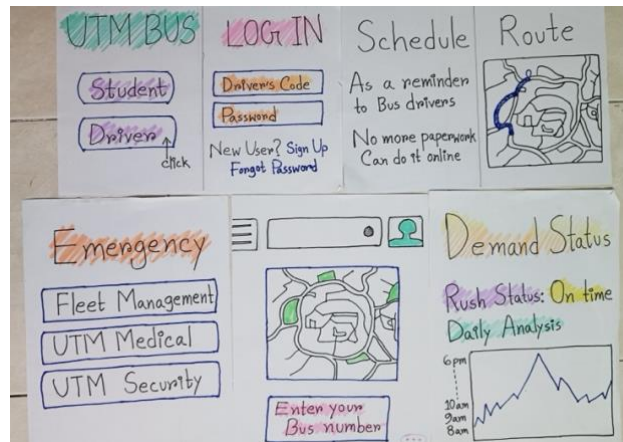 UTM BUS
Student
Driver
click
LOG IN
Driver's Code
Password
New User? Sign Up
Forgot Password
Schedule
As a reminder
to Bus drivers
No more paperwork
Can do it online
Route
Emergency
Fleet Management
UTM Medical
UTM Security
Enter your
Bus number
Demand Status
Rush Status: On time
Daily Analysis
6pm
10am
9am
8am